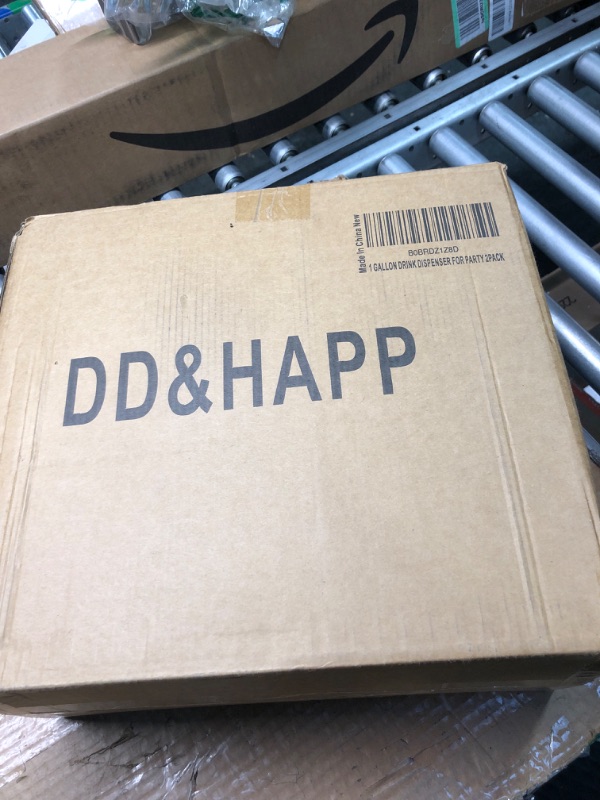 Made In China New
B0BRDZ1Z8D
1 GALLON DRINK DISPENSER FOR PARTY 2PACK
DD&HAPP